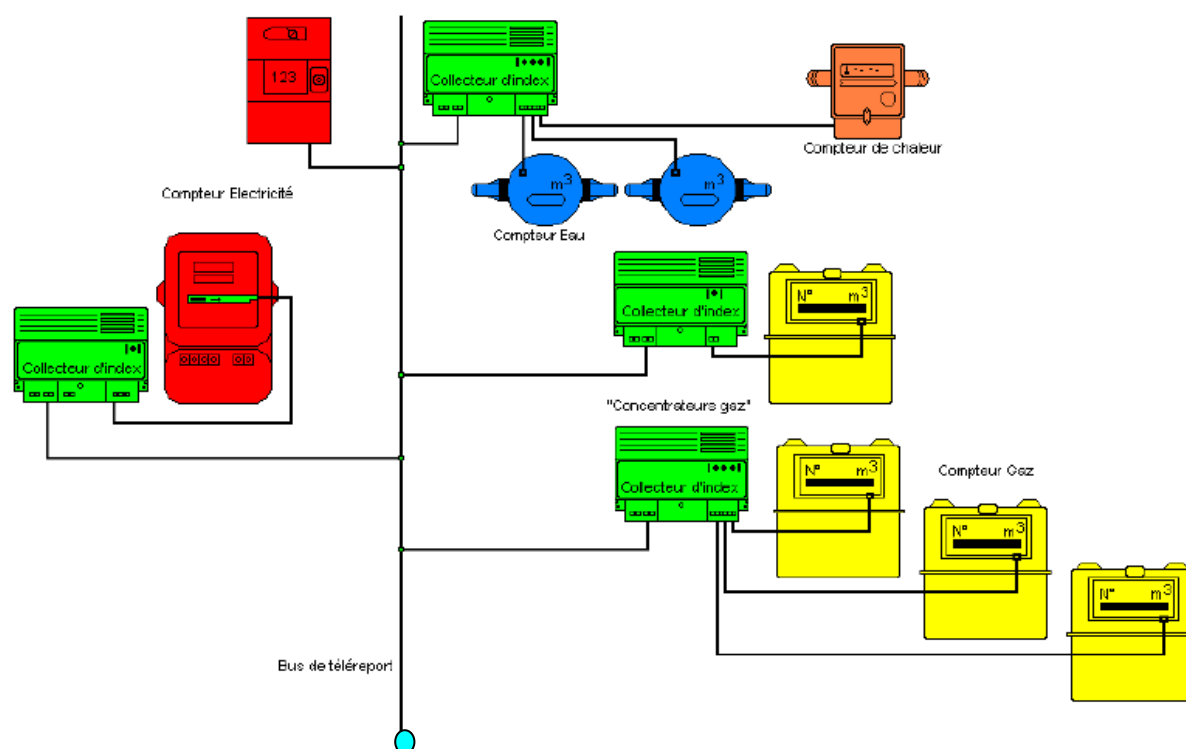 123
Collecteur d'index
Compteur de chaleur
m3
m3
Compteur Electricité
Compteur Eau
N° m3
Collecteur d'index
Collecteur d'index
"Concentrateurs gaz"
N° m3
Compteur Gaz
Collecteur d'index
N° m3
N° m3
Bus de téléreport